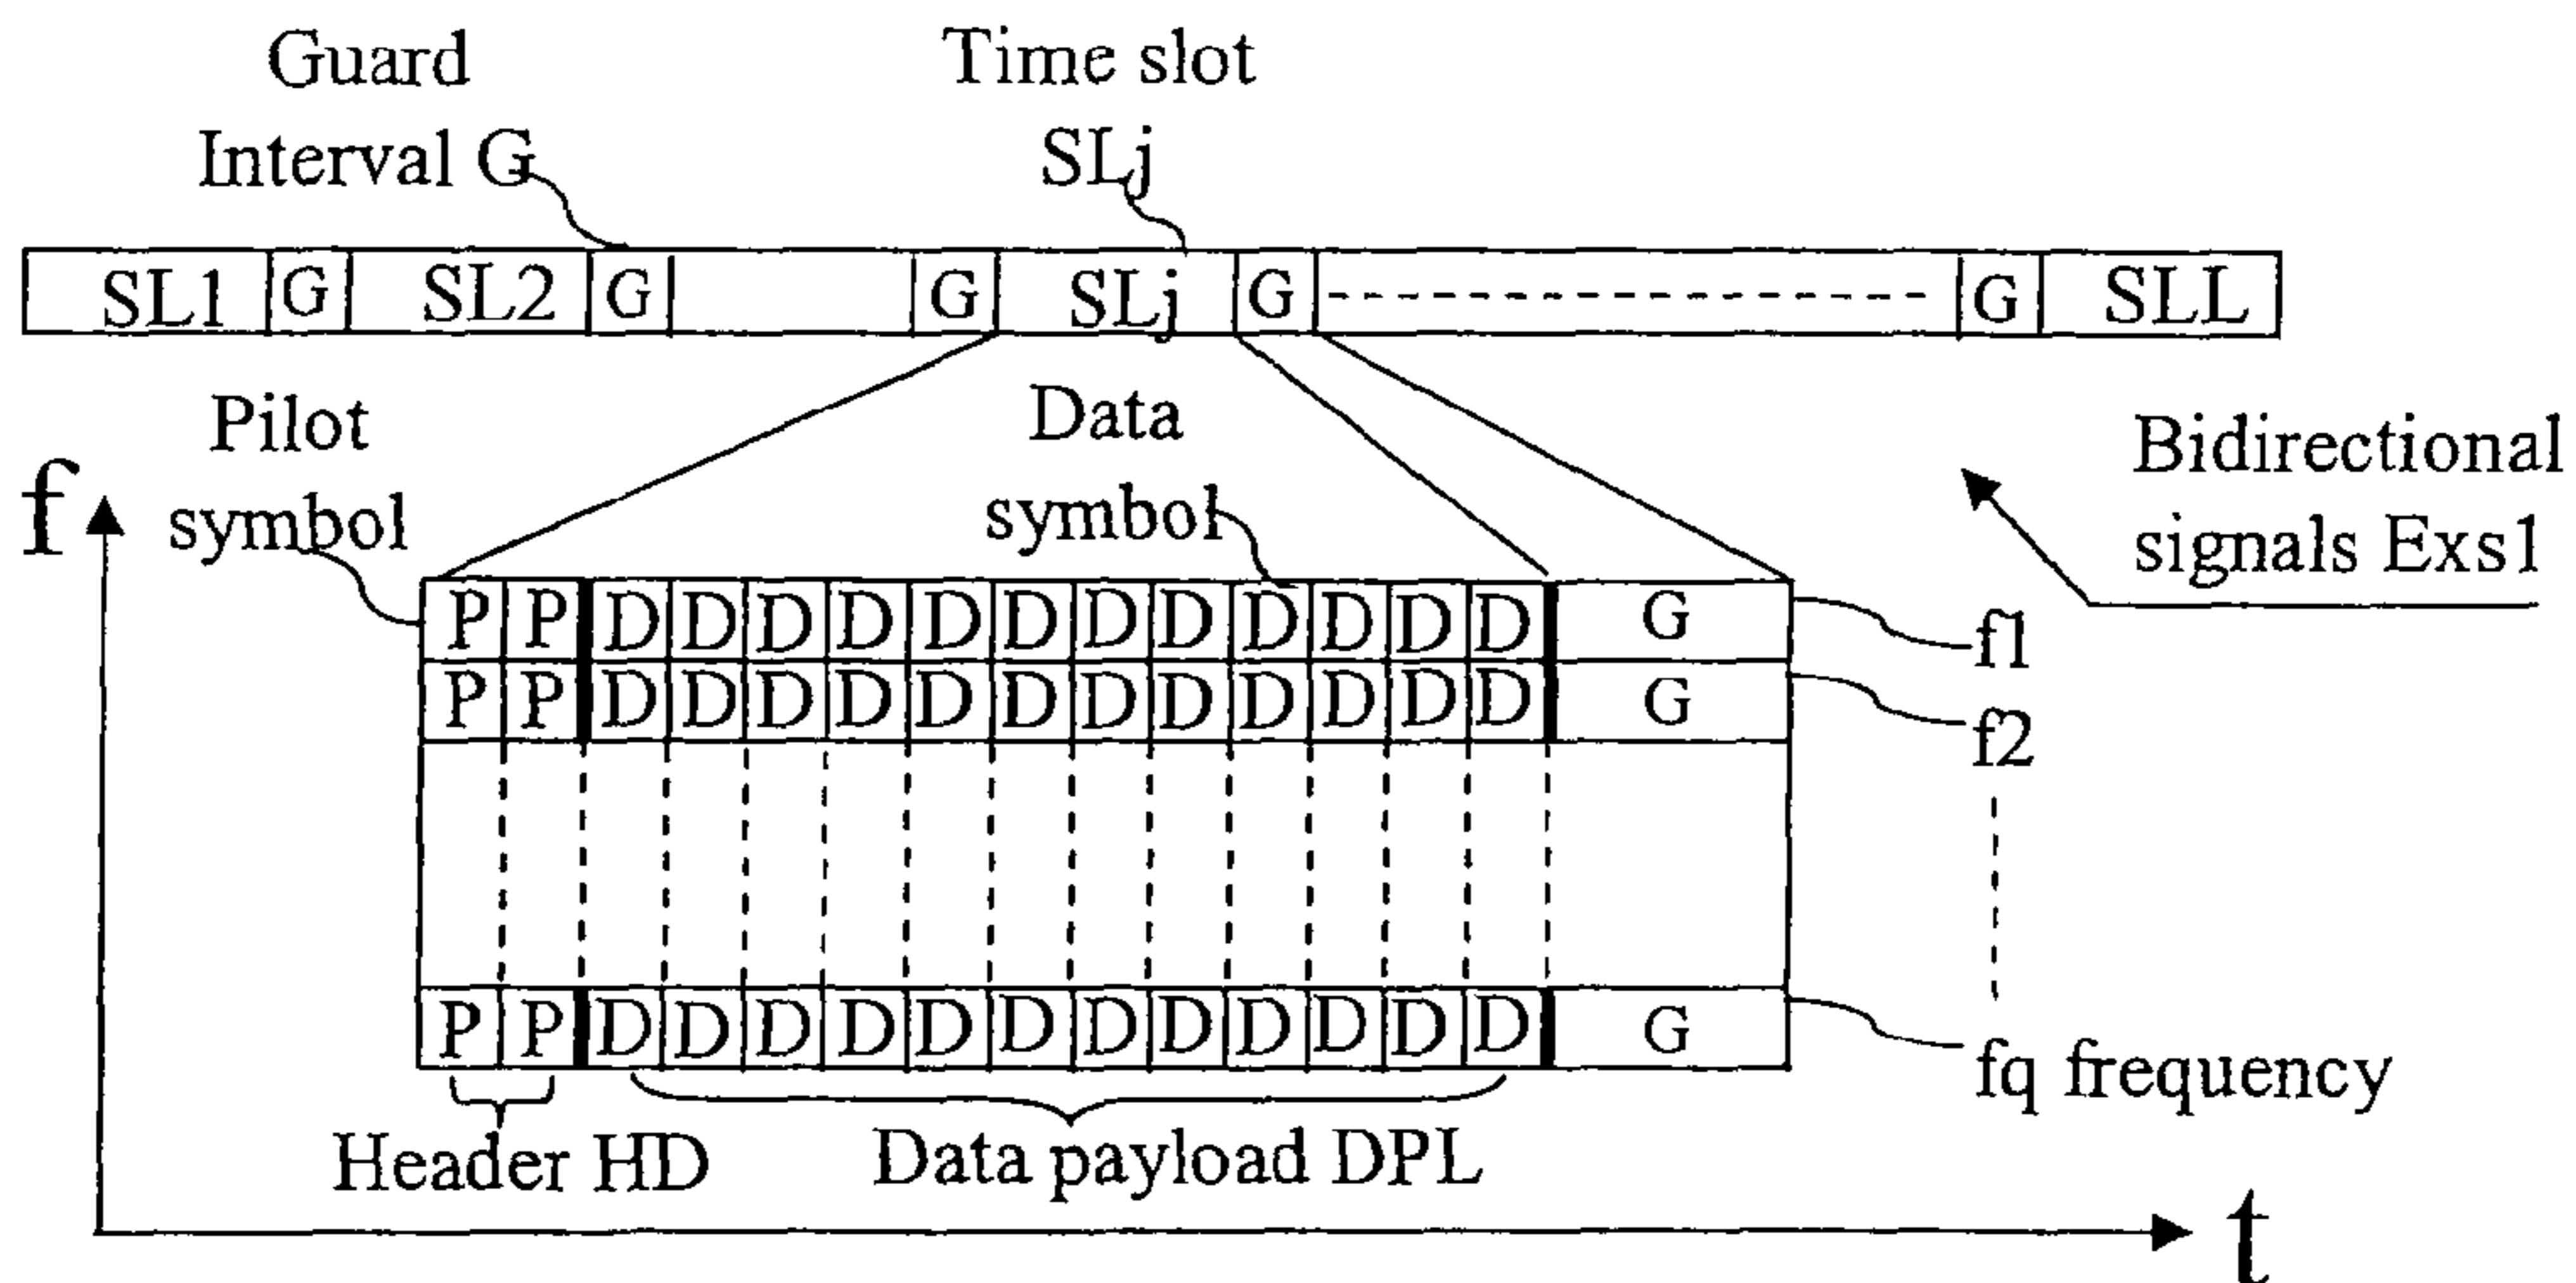 Guard
Interval G
Time slot
SLj
SL1 G SL2 G G SLj G G SLL
Pilot
symbol
Data
symbol
Bidirectional
signals Exs1
f
P P D D D D D D D D D D D D G
f1
P P D D D D D D D D D D D D G
f2
P P D D D D D D D D D D D D G
fq frequency
Header HD
Data payload DPL
t